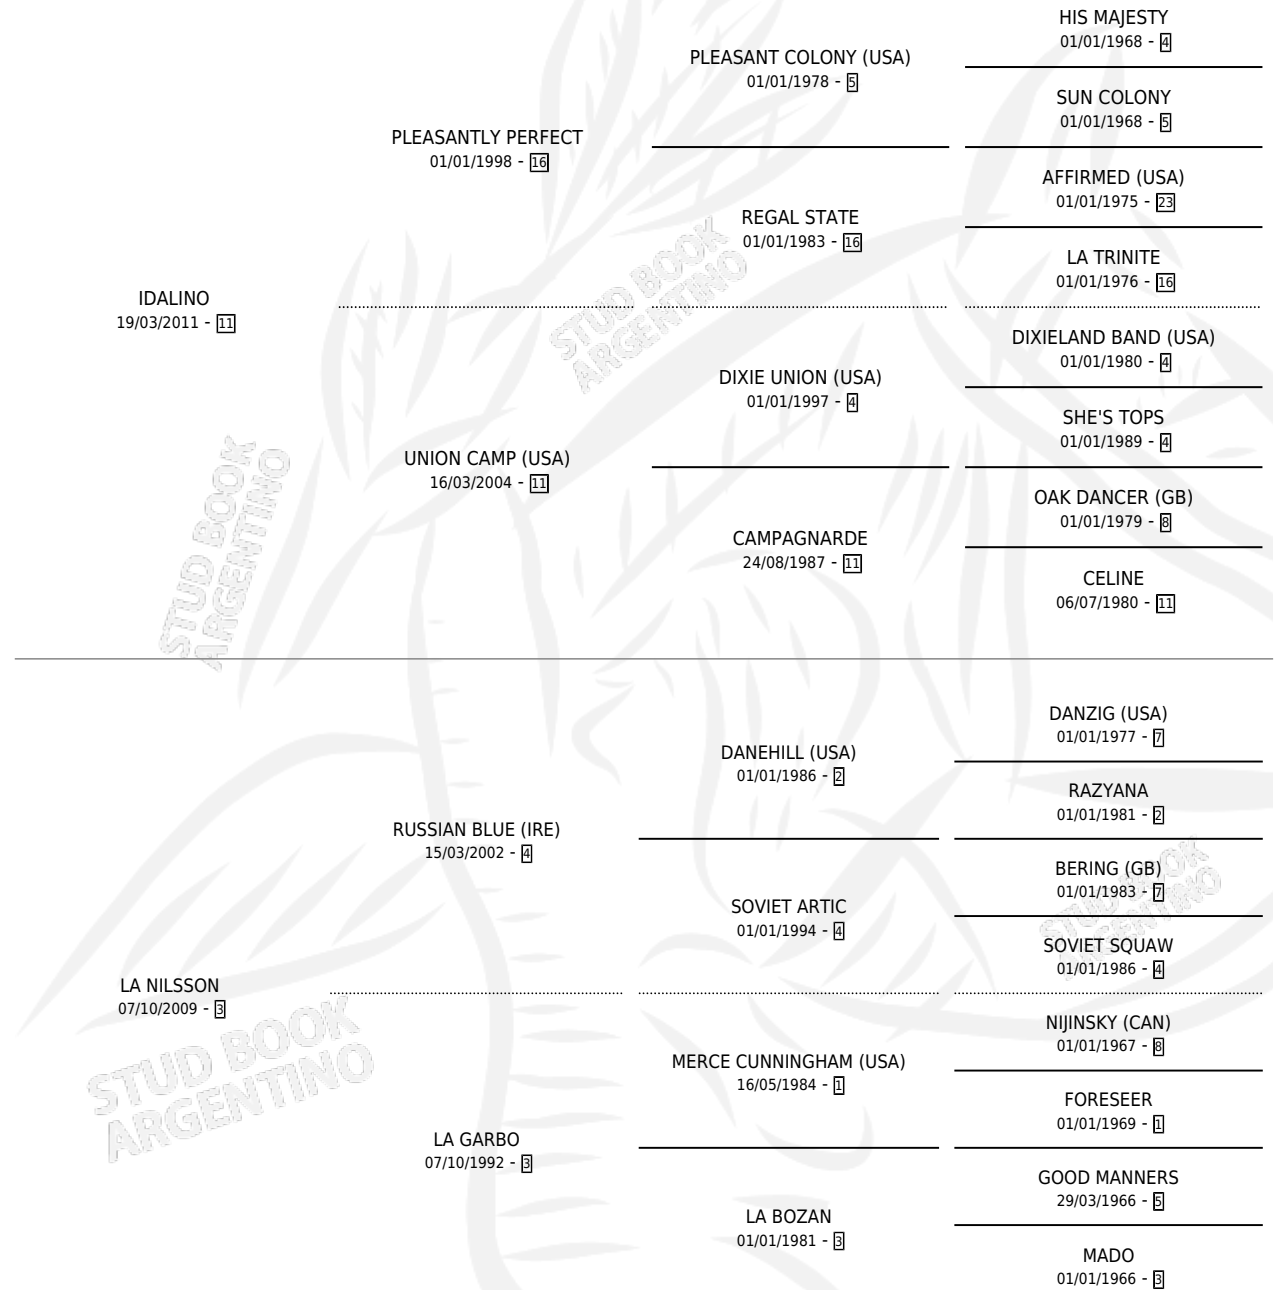 HIS MAJESTY
01/01/1968 - 4
PLEASANT COLONY (USA)
01/01/1978 - 5
SUN COLONY
01/01/1968 - 5
PLEASANTLY PERFECT
01/01/1998 - 16
AFFIRMED (USA)
01/01/1975 - 23
REGAL STATE
01/01/1983 - 16
LA TRINITE
01/01/1976 - 16
IDALINO
19/03/2011 - 11
STUD BOOK
ARGENTINO
DIXIELAND BAND (USA)
01/01/1980 - 4
DIXIE UNION (USA)
01/01/1997 - 4
SHE'S TOPS
01/01/1989 - 4
UNION CAMP (USA)
16/03/2004 - 11
OAK DANCER (GB)
01/01/1979 - 8
CAMPAGNARDE
24/08/1987 - 11
CELINE
06/07/1980 - 11
STUD BOOK
ARGENTINO
DANZIG (USA)
01/01/1977 - 7
DANEHILL (USA)
01/01/1986 - 2
RAZYANA
01/01/1981 - 2
RUSSIAN BLUE (IRE)
15/03/2002 - 4
BERING (GB)
01/01/1983 - 7
SOVIET ARTIC
01/01/1994 - 4
SOVIET SQUAW
01/01/1986 - 4
STUD BOOK
ARGENTINO
LA NILSSON
07/10/2009 - 3
STUD BOOK
ARGENTINO
NIJINSKY (CAN)
01/01/1967 - 8
MERCE CUNNINGHAM (USA)
16/05/1984 - 1
FORESEER
01/01/1969 - 1
LA GARBO
07/10/1992 - 3
GOOD MANNERS
29/03/1966 - 5
LA BOZAN
01/01/1981 - 3
MADO
01/01/1966 - 3